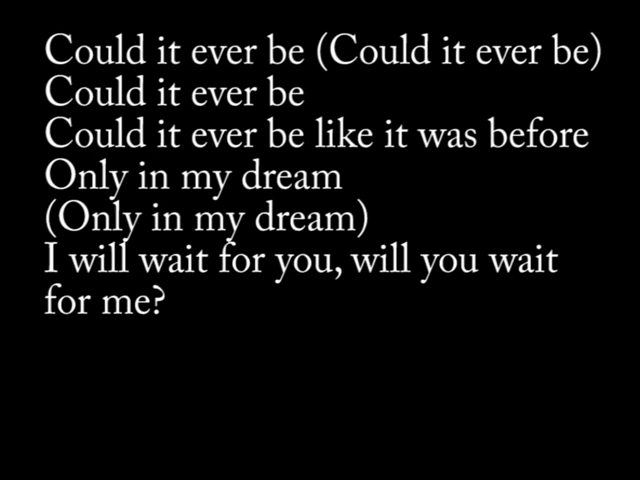 Could it ever be (Could it ever be)
Could it ever be
Could it ever be like it was before
Only in my dream
(Only in my dream)
I will wait for you, will you wait
for me?